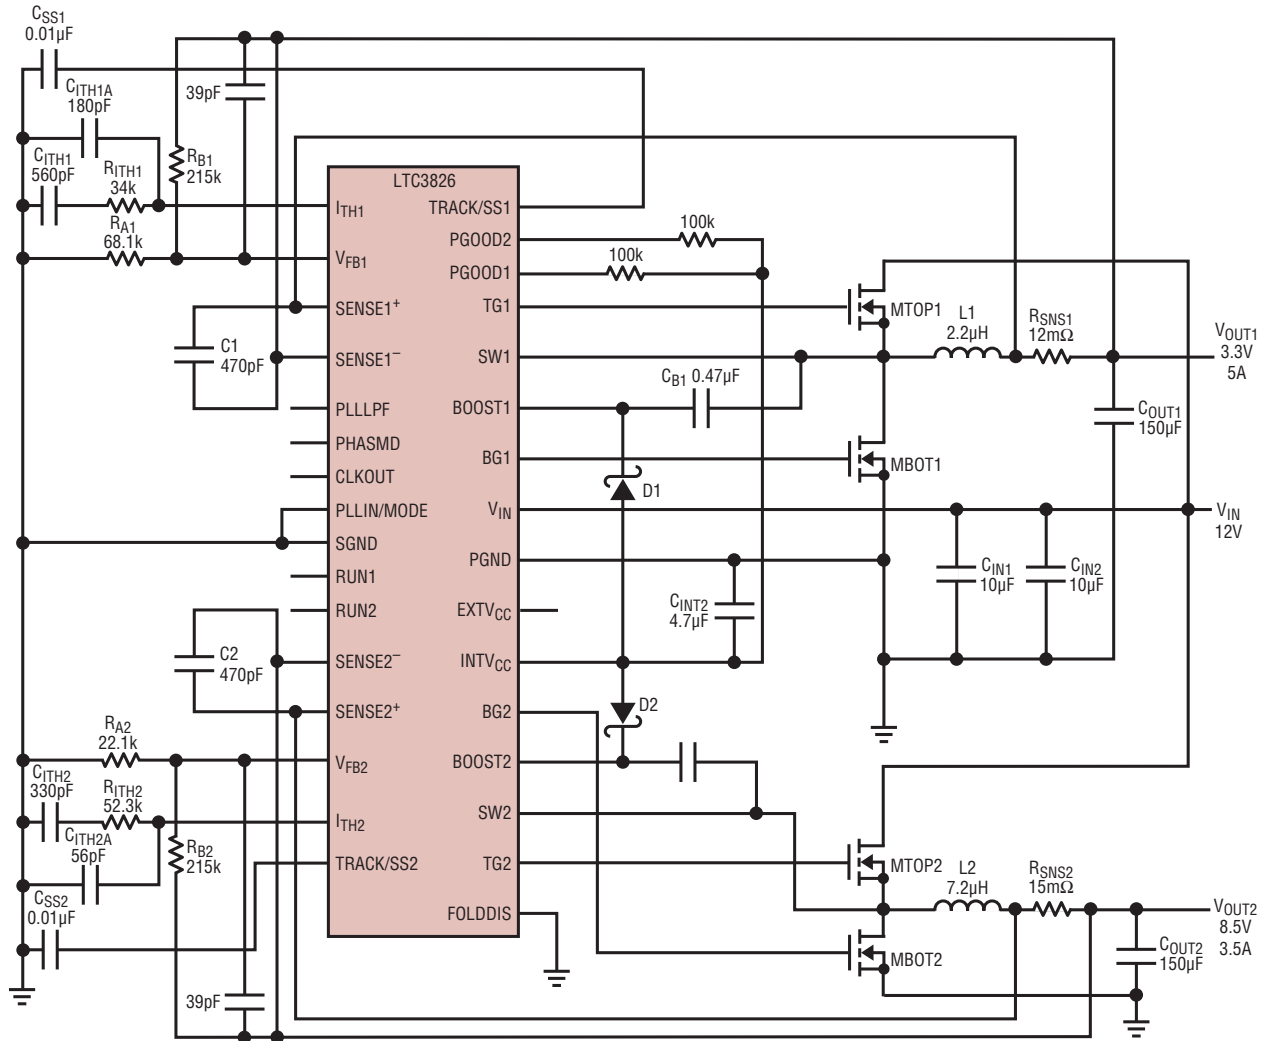 CSS1
0.01µF
CITH1A
180pF
39pF
CITH1
560pF
RITH1
34k
RB1
215k
RA1
68.1k
C1
470pF
LTC3826
ITH1
VFB1
SENSE1+
SENSE1–
PLLLPF
PHASMD
CLKOUT
PLLIN/MODE
SGND
RUN1
RUN2
SENSE2–
SENSE2+
VFB2
ITH2
TRACK/SS2
TRACK/SS1
PGOOD2
PGOOD1
TG1
SW1
BOOST1
BG1
VIN
PGND
EXTVCC
INTVCC
BG2
BOOST2
SW2
TG2
FOLDDIS
100k
100k
MTOP1
L1
2.2µH
RSNS1
12mΩ
VOUT1
3.3V
5A
CB1 0.47µF
COUT1
150µF
MBOT1
D1
VIN
12V
CIN1
10µF
CIN2
10µF
CINT2
4.7µF
D2
C2
470pF
RA2
22.1k
CITH2
330pF
RITH2
52.3k
CITH2A
56pF
RB2
215k
CSS2
0.01µF
39pF
MTOP2
L2
7.2µH
RSNS2
15mΩ
VOUT2
8.5V
3.5A
COUT2
150µF
MBOT2